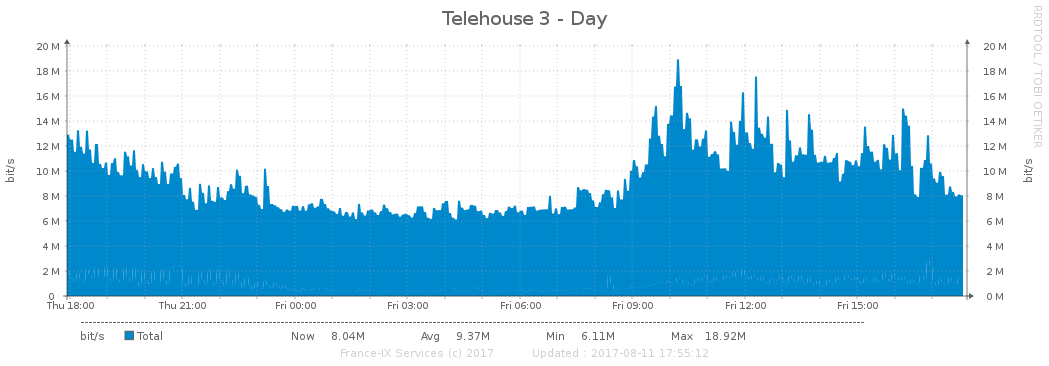 Telehouse 3 - Day
RRDTOOL / TOBI OETIKER
20 M 20 M
18 M 18 M
16 M 16 M
14 M 14 M
12 M 12 M
10 M 10 M
8 M 8 M
6 M 6 M
4 M 4 M
2 M 2 M
0 0 M
bit/s bit/s
Thu 18:00 Thu 21:00 Fri 00:00 Fri 03:00 Fri 06:00 Fri 09:00 Fri 12:00 Fri 15:00
bit/s Total Now 8.04M Avg 9.37M Min 6.11M Max 18.92M
France-IX Services (c) 2017 Updated : 2017-08-11 17:55:12